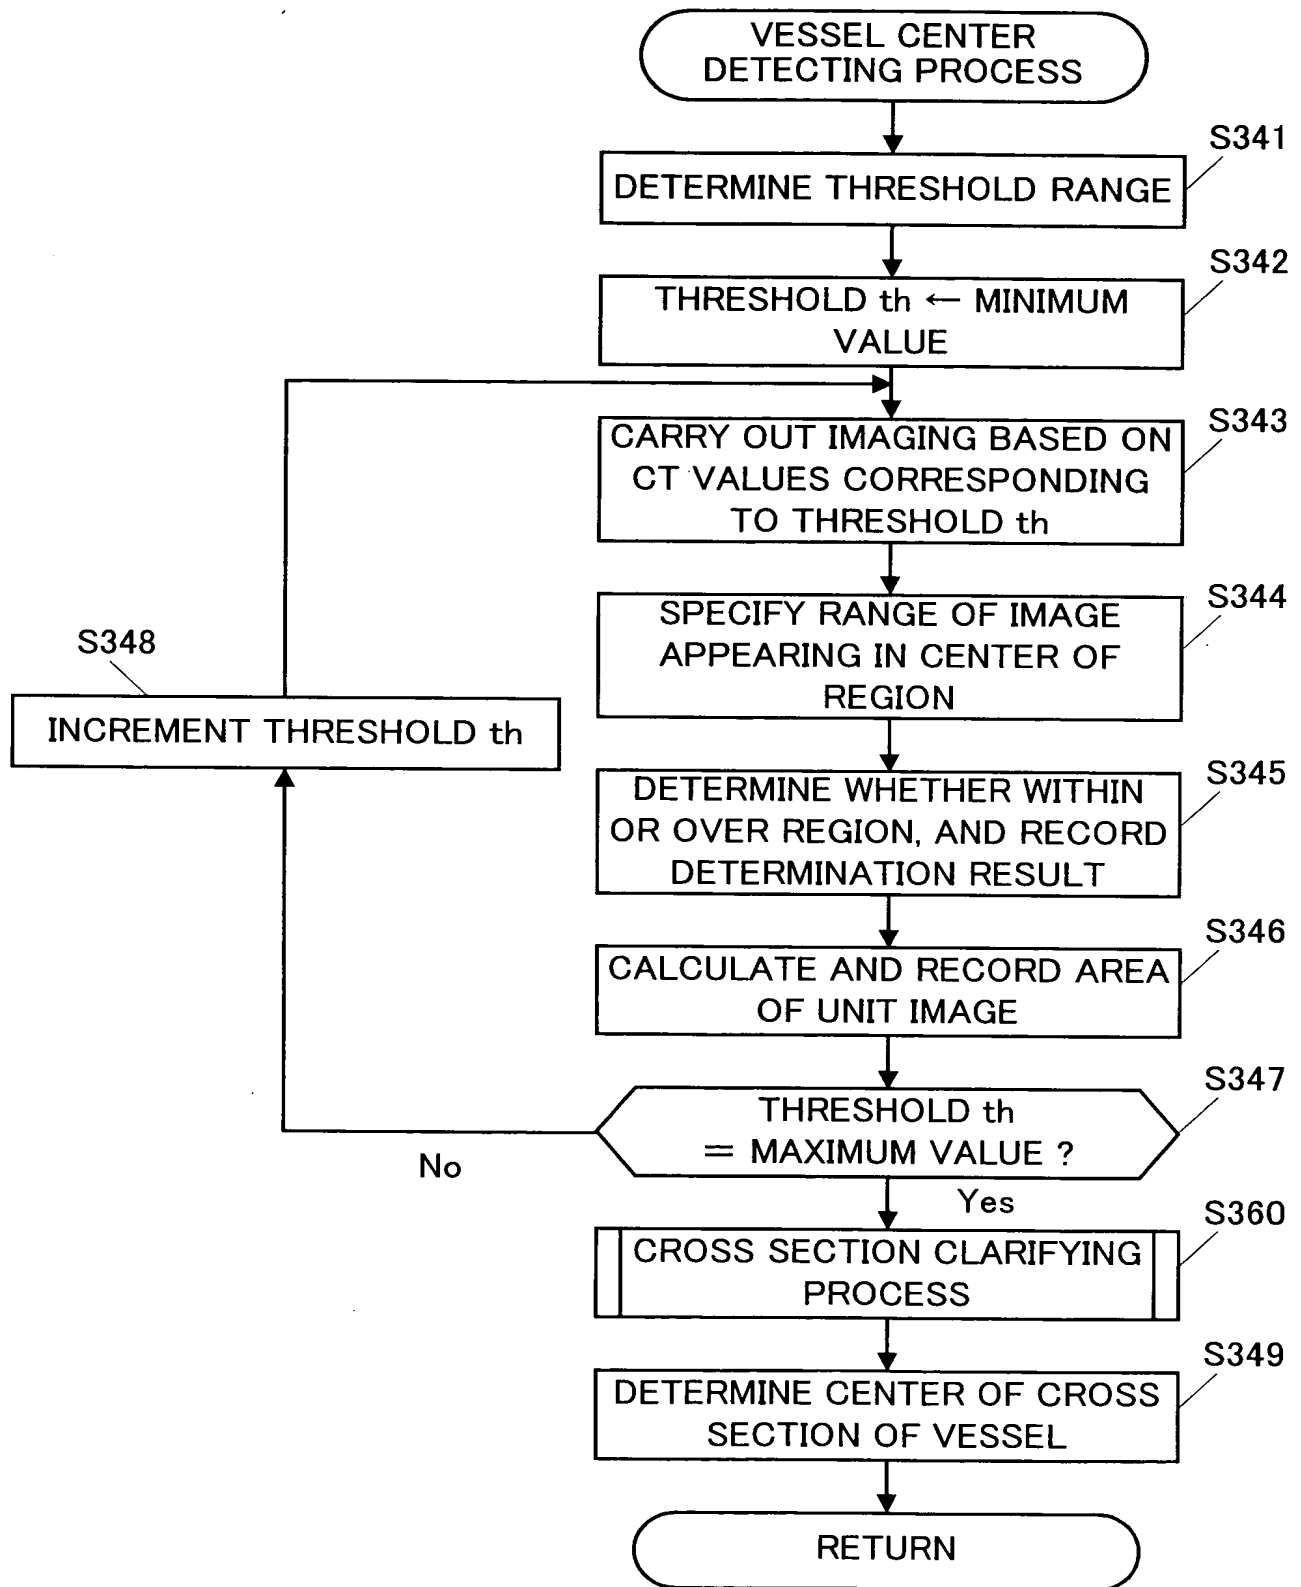 VESSEL CENTER
DETECTING PROCESS
S341
DETERMINE THRESHOLD RANGE
S342
THRESHOLD th ← MINIMUM
VALUE
S343
CARRY OUT IMAGING BASED ON
CT VALUES CORRESPONDING
TO THRESHOLD th
S344
SPECIFY RANGE OF IMAGE
APPEARING IN CENTER OF
REGION
S348
INCREMENT THRESHOLD th
S345
DETERMINE WHETHER WITHIN
OR OVER REGION, AND RECORD
DETERMINATION RESULT
S346
CALCULATE AND RECORD AREA
OF UNIT IMAGE
S347
THRESHOLD th
= MAXIMUM VALUE ?
No
Yes
S360
CROSS SECTION CLARIFYING
PROCESS
S349
DETERMINE CENTER OF CROSS
SECTION OF VESSEL
RETURN